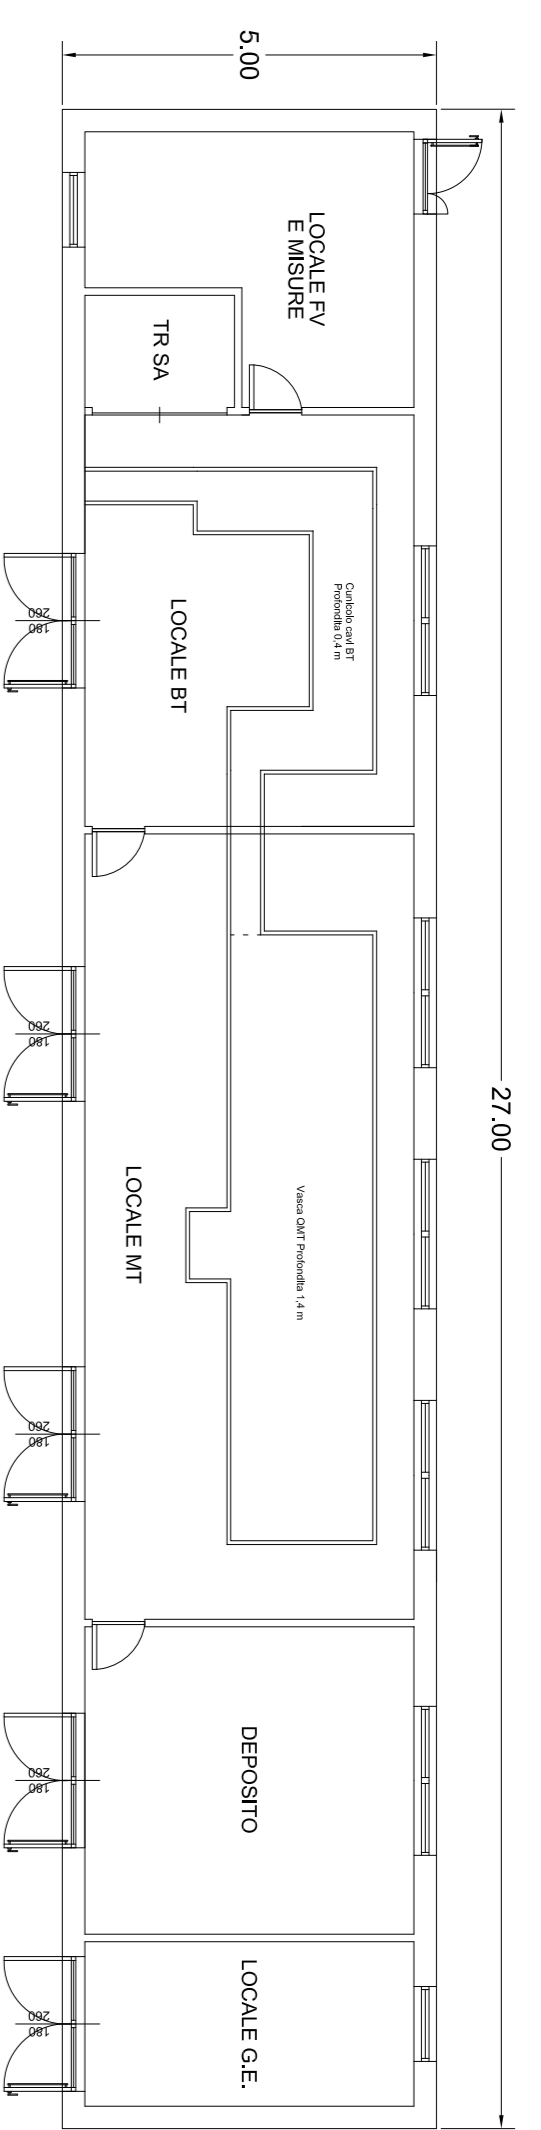 5.00
27.00
LOCALE FV
E MISURE
TR SA
Cunicolo cavi BT
Profondita 0,4 m
LOCALE BT
180
260
180
260
Vasca QMT Profondita 1,4 m
LOCALE MT
180
260
DEPOSITO
180
260
LOCALE G.E.
180
260